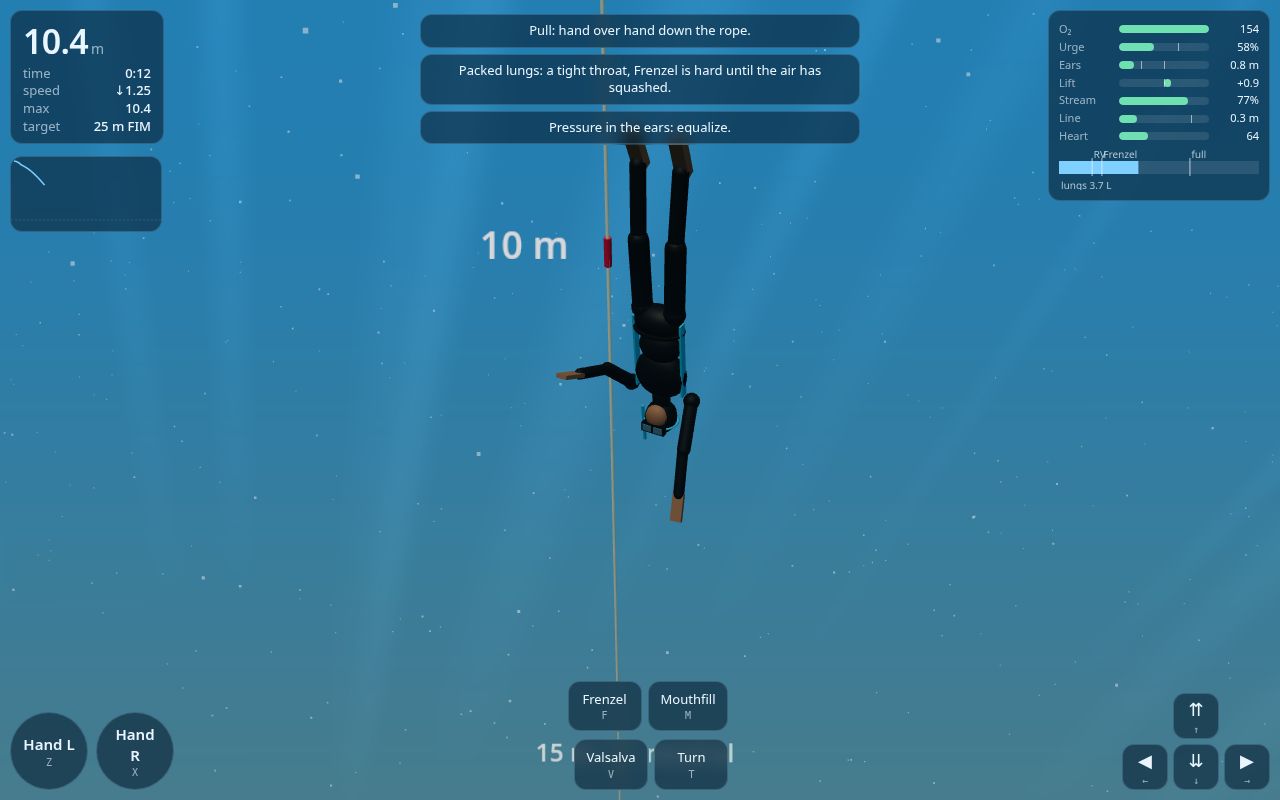 10.4 m
time 0:12
speed ↓1.25
max 10.4
target 25 m FIM
Pull: hand over hand down the rope.
Packed lungs: a tight throat, Frenzel is hard until the air has
squashed.
Pressure in the ears: equalize.
O₂ 154
Urge 58%
Ears 0.8 m
Lift +0.9
Stream 77%
Line 0.3 m
Heart 64
RV Frenzel full
lungs 3.7 L
10 m
Frenzel
F
Mouthfill
M
15
Valsalva
V
Turn
T
Hand L
Z
Hand
R
X
⇈
↑
◀
←
⇊
↓
▶
→